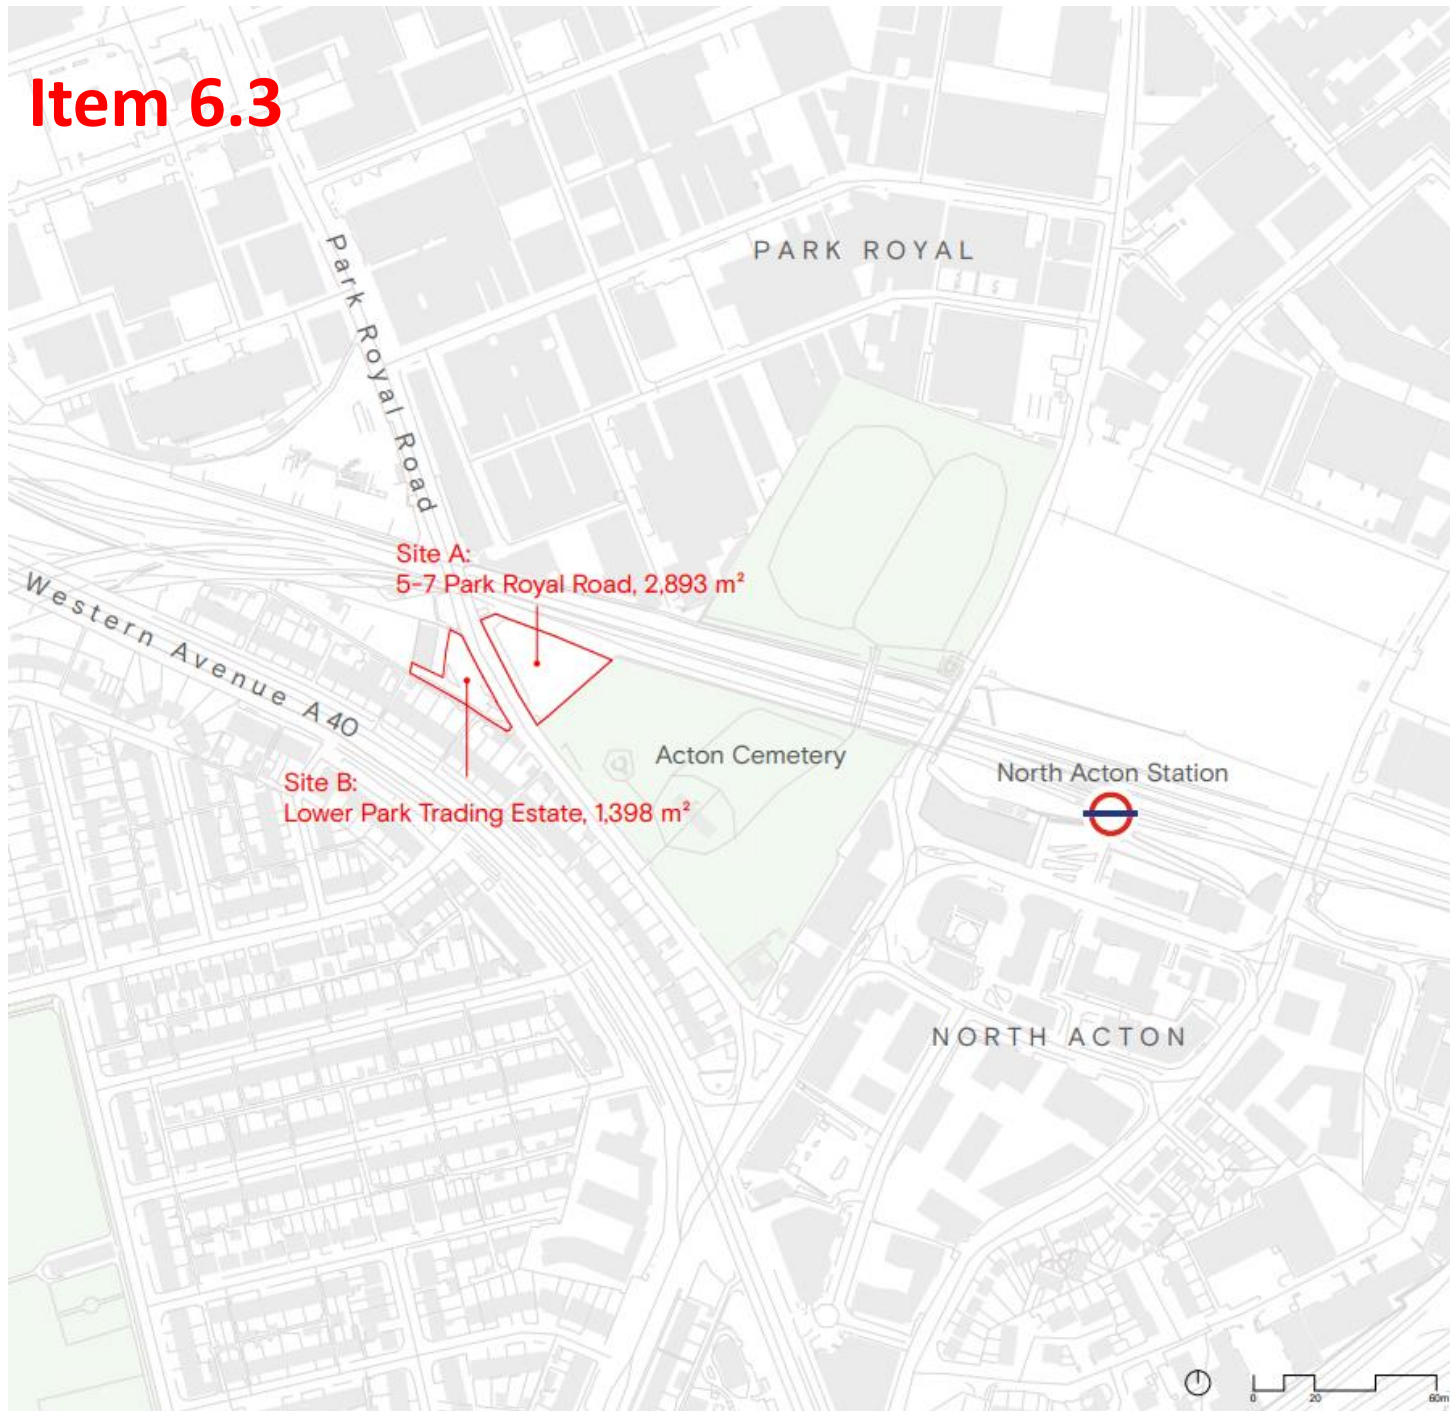 Item 6.3
PARK ROYAL
Park Royal Road
Site A:
5-7 Park Royal Road, 2,893 m²
Western Avenue A40
Acton Cemetery
North Acton Station
Site B:
Lower Park Trading Estate, 1,398 m²
NORTH ACTON
0 20 60m